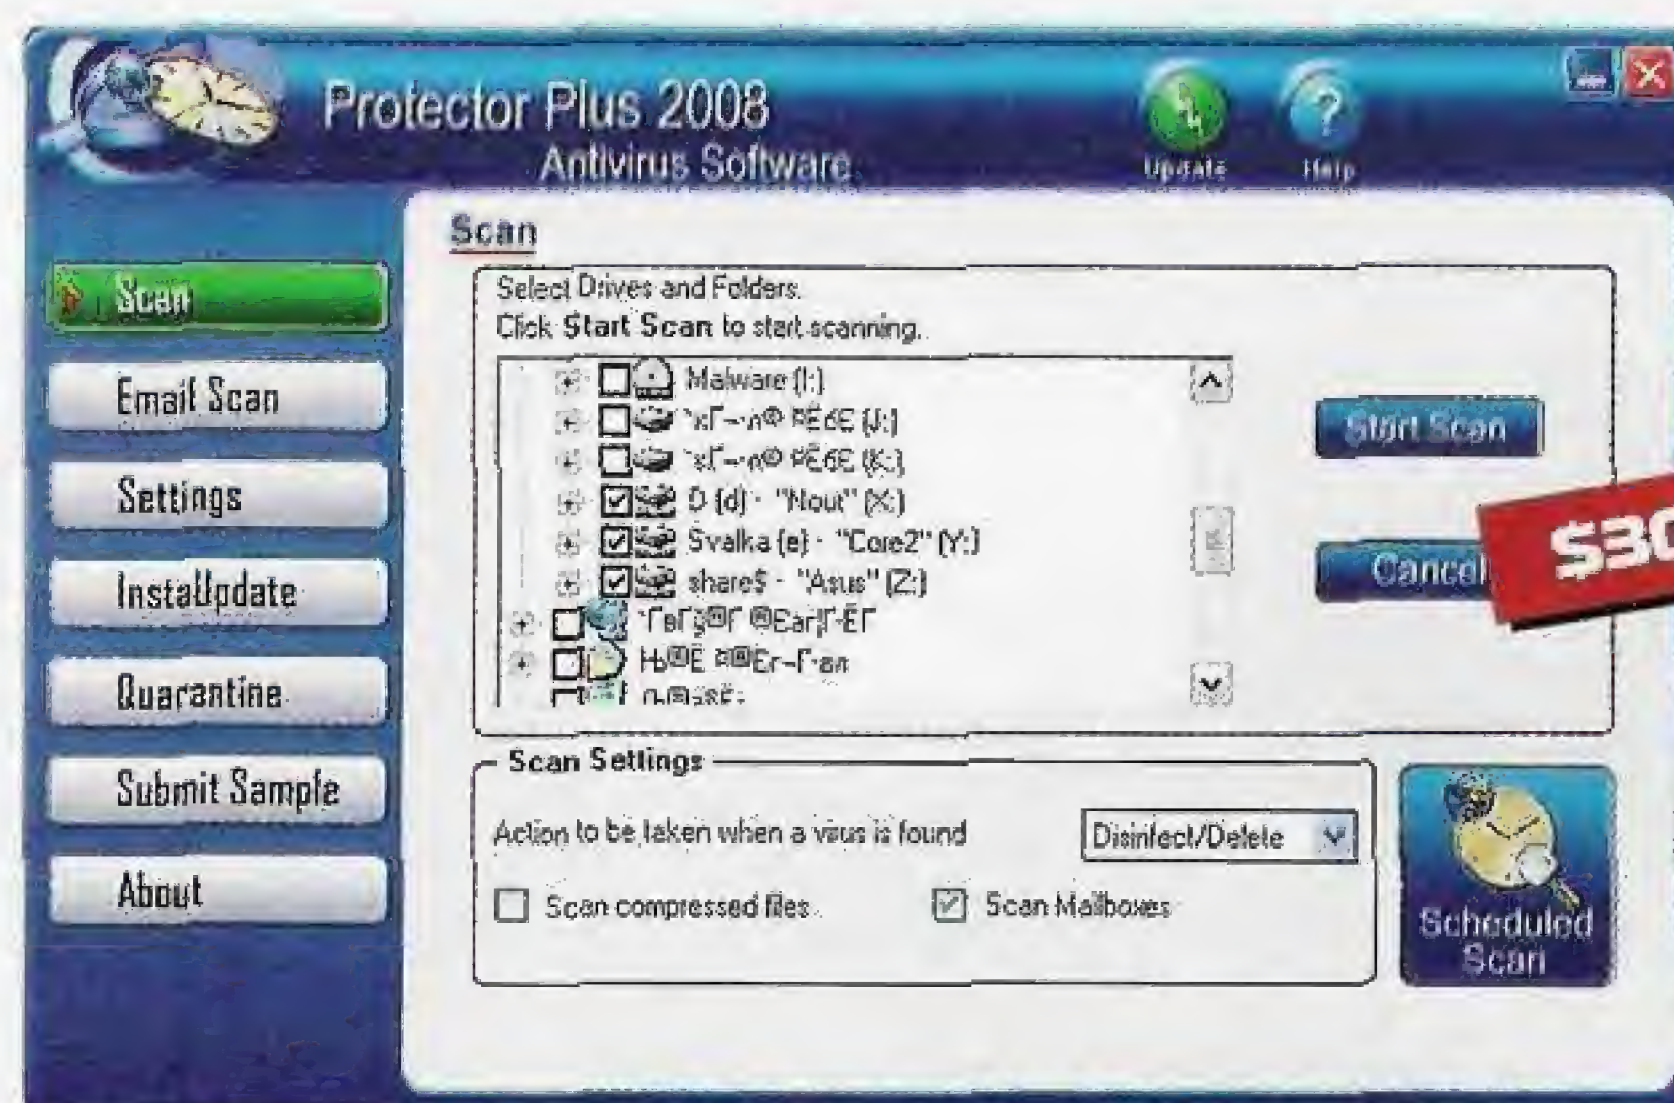 Protector Plus 2008
Antivirus Software
Update
Help
Scan
Email Scan
Settings
InstaUpdate
Quarantine
Submit Sample
About
Scan
Select Drives and Folders.
Click Start Scan to start scanning.
Malware (I:)
(J:)
(K:)
D (d) - "Nout" (X:)
Svalka (e) - "Core2" (Y:)
share$ - "Asus" (Z:)
Start Scan
Cancel
$30
Scan Settings
Action to be taken when a virus is found
Disinfect/Delete
Scan compressed files
Scan Mailboxes
Scheduled
Scan